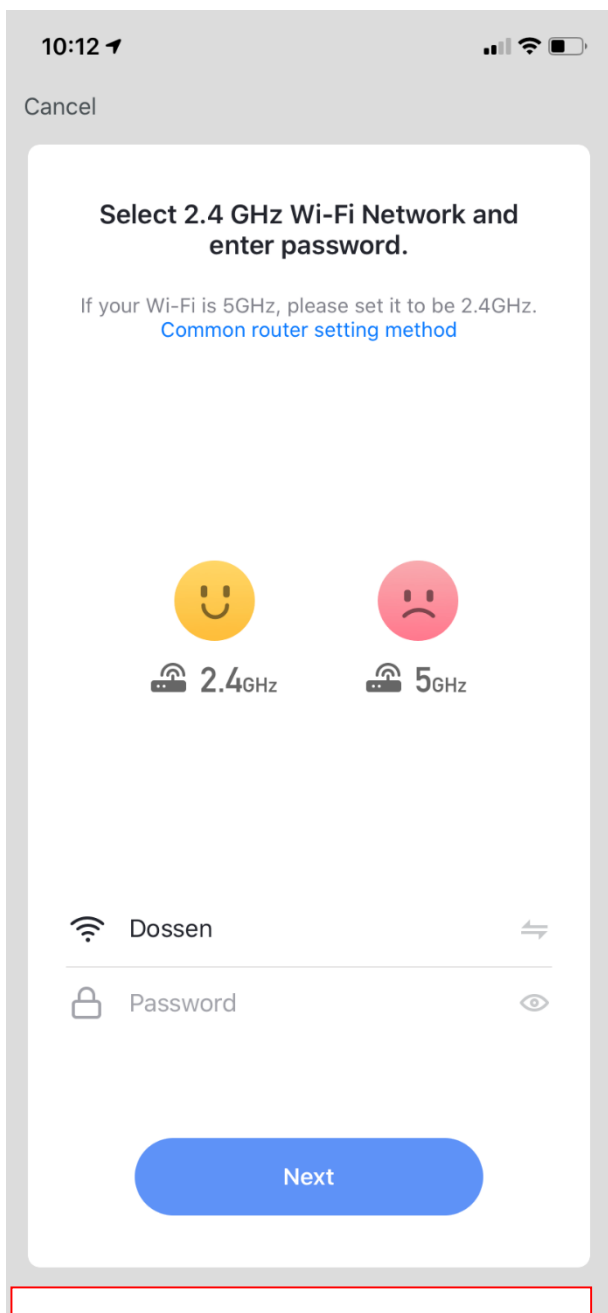 10:12
Cancel
Select 2.4 GHz Wi-Fi Network and
enter password.
If your Wi-Fi is 5GHz, please set it to be 2.4GHz.
Common router setting method
2.4GHz 5GHz
Dossen
Password
Next